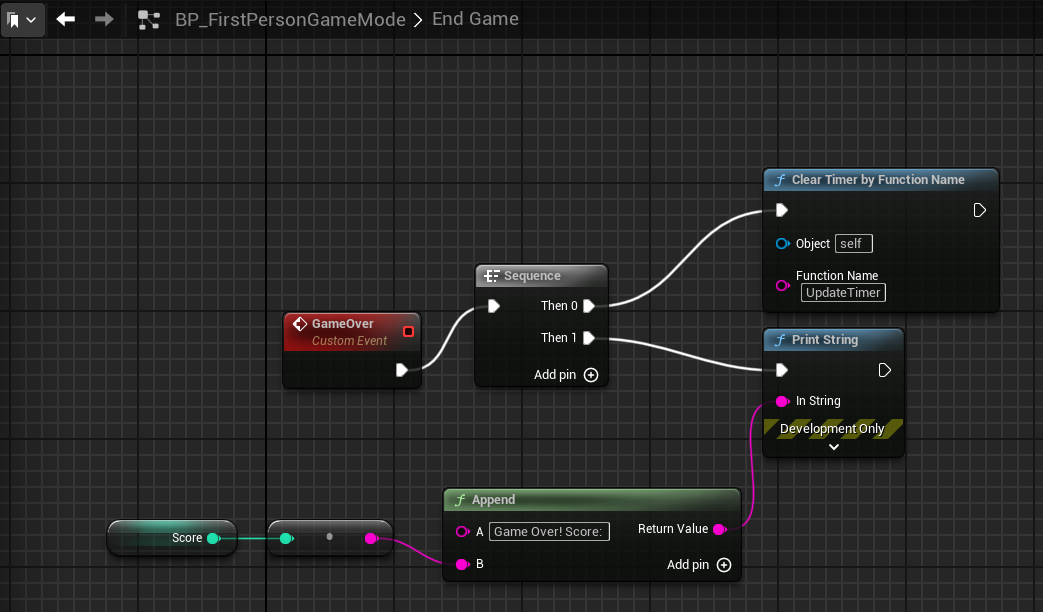 BP_FirstPersonGameMode > End Game
Clear Timer by Function Name
Object self
Function Name
UpdateTimer
Sequence
Then 0
Then 1
Add pin
GameOver
Custom Event
Print String
In String
Development Only
Append
A Game Over! Score:
Return Value
B
Add pin
Score